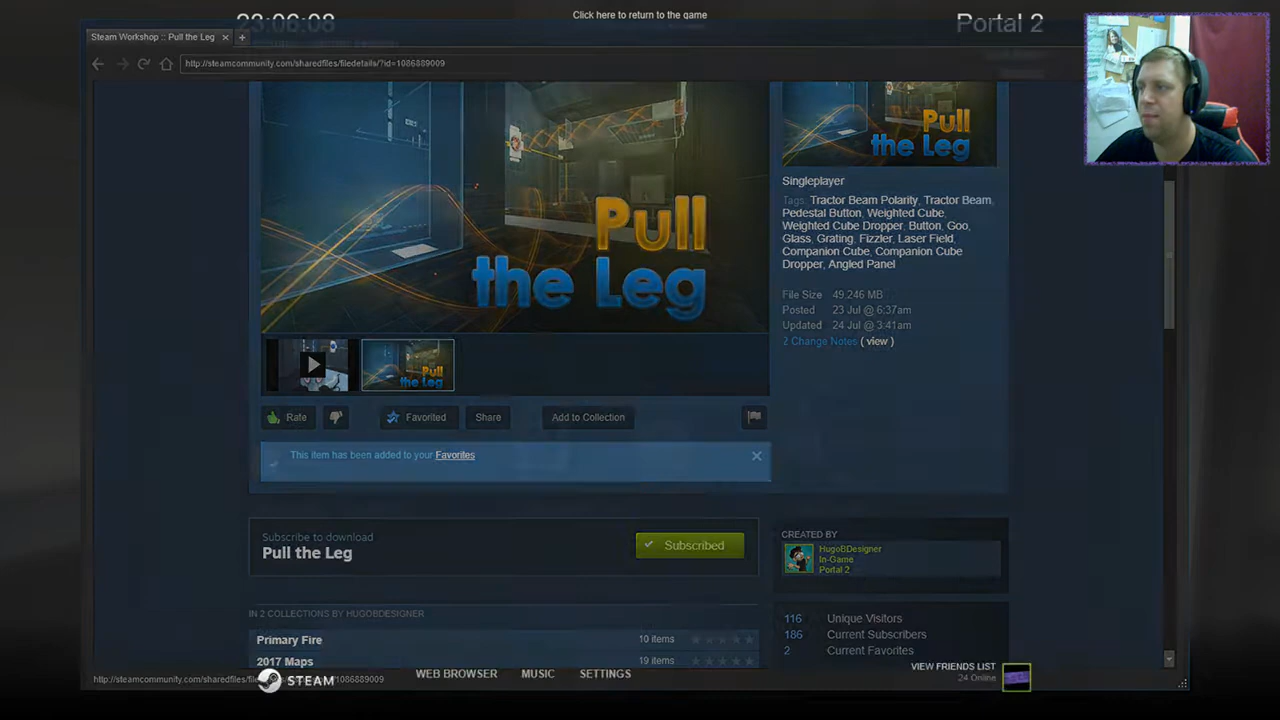 23:06:08
Click here to return to the game
Portal 2
Steam Workshop :: Pull the Leg
http://steamcommunity.com/sharedfiles/filedetails/?id=1086889009
Pull
the Leg
Pull
the Leg
Singleplayer
Tags: Tractor Beam Polarity, Tractor Beam,
Pedestal Button, Weighted Cube,
Weighted Cube Dropper, Button, Goo,
Glass, Grating, Fizzler, Laser Field,
Companion Cube, Companion Cube
Dropper, Angled Panel
File Size 49.246 MB
Posted 23 Jul @ 6:37am
Updated 24 Jul @ 3:41am
2 Change Notes ( view )
Pull
the Leg
Rate
Favorited
Share
Add to Collection
This item has been added to your Favorites
Subscribe to download
Pull the Leg
Subscribed
CREATED BY
HugoBDesigner
In-Game
Portal 2
IN 2 COLLECTIONS BY HUGOBDESIGNER
Primary Fire 10 items
2017 Maps 19 items
116 Unique Visitors
186 Current Subscribers
2 Current Favorites
STEAM
WEB BROWSER
MUSIC
SETTINGS
VIEW FRIENDS LIST
24 Online